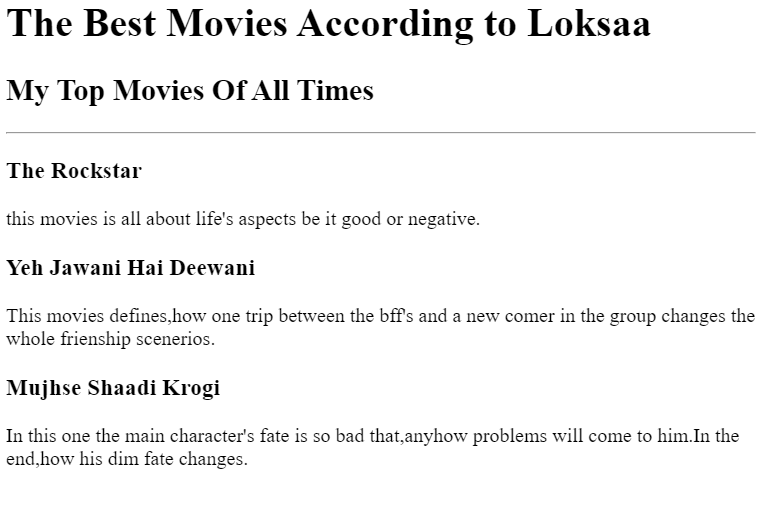 The Best Movies According to Loksaa
My Top Movies Of All Times
The Rockstar
this movies is all about life's aspects be it good or negative.
Yeh Jawani Hai Deewani
This movies defines,how one trip between the bff's and a new comer in the group changes the
whole frienship scenerios.
Mujhse Shaadi Krogi
In this one the main character's fate is so bad that,anyhow problems will come to him.In the
end,how his dim fate changes.